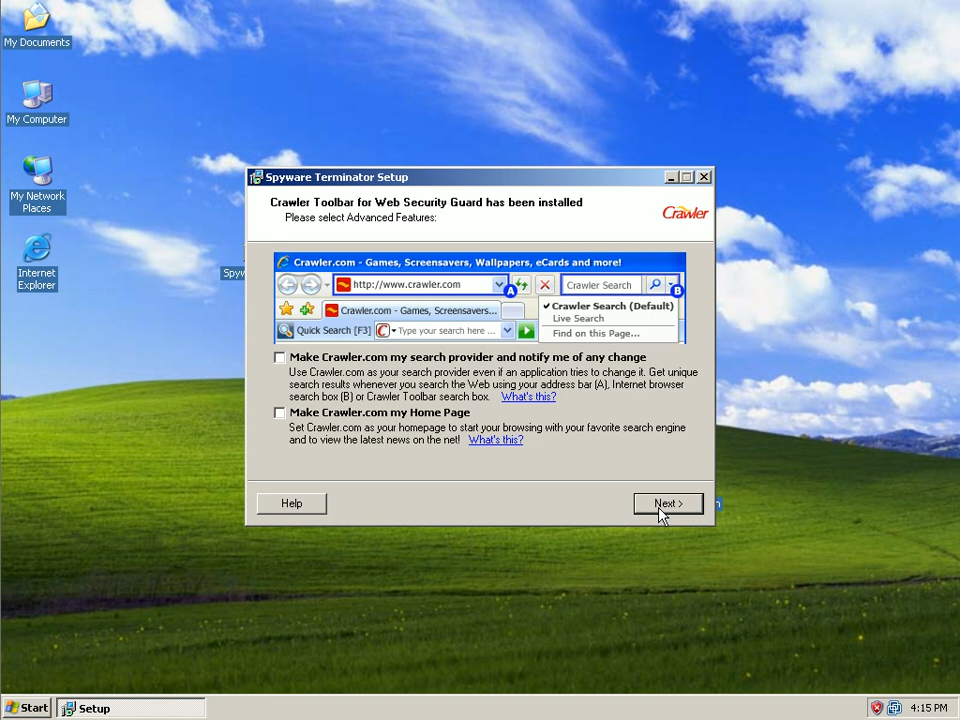 My Documents
My Computer
My Network
Places
Internet
Explorer
Spyware Terminator Setup
Crawler Toolbar for Web Security Guard has been installed
Please select Advanced Features:
Crawler
Crawler.com - Games, Screensavers, Wallpapers, eCards and more!
http://www.crawler.com
A
Crawler Search
B
Crawler.com - Games, Screensavers...
Crawler Search (Default)
Live Search
Find on this Page...
Quick Search [F3]
Type your search here ...
Make Crawler.com my search provider and notify me of any change
Use Crawler.com as your search provider even if an application tries to change it. Get unique
search results whenever you search the Web using your address bar (A), Internet browser
search box (B) or Crawler Toolbar search box. What's this?
Make Crawler.com my Home Page
Set Crawler.com as your homepage to start your browsing with your favorite search engine
and to view the latest news on the net! What's this?
Help
Next >
Start
Setup
4:15 PM